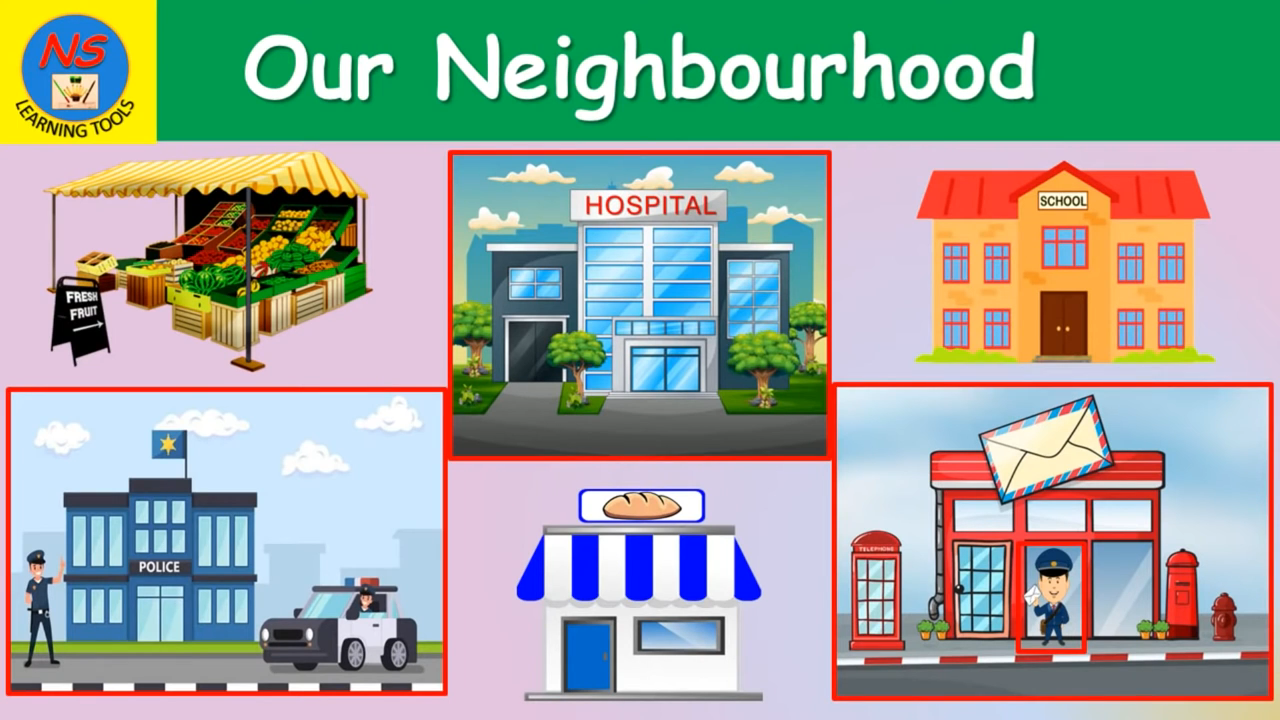 NS
LEARNING TOOLS
Our Neighbourhood
FRESH
FRUIT
HOSPITAL
SCHOOL
POLICE
TELEPHONE